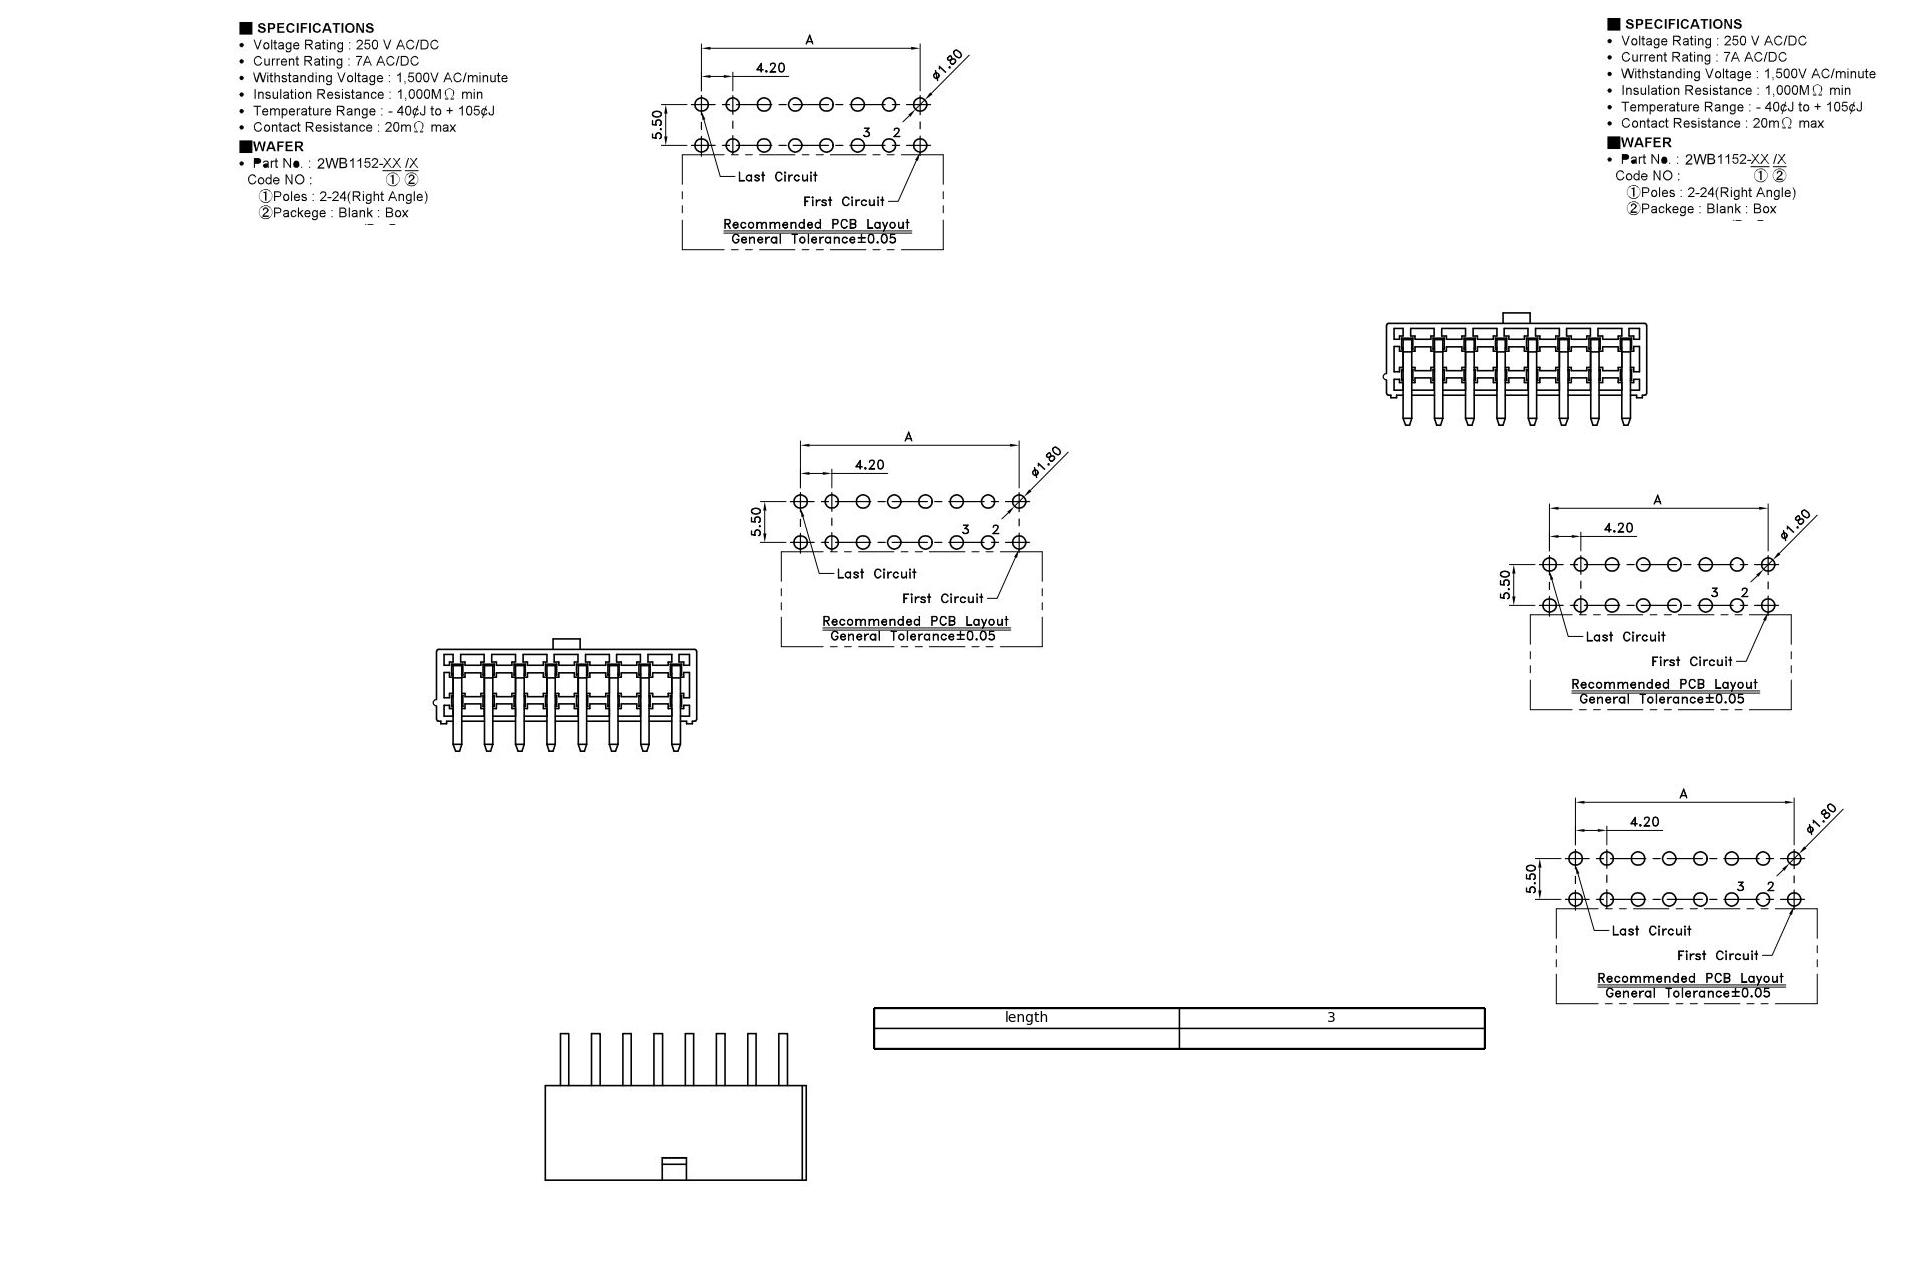 ■ SPECIFICATIONS
• Voltage Rating : 250 V AC/DC
• Current Rating : 7A AC/DC
• Withstanding Voltage : 1,500V AC/minute
• Insulation Resistance : 1,000MΩ min
• Temperature Range : - 40¢J to + 105¢J
• Contact Resistance : 20mΩ max
■WAFER
• Part No. : 2WB1152-XX /X
Code NO : ① ②
①Poles : 2-24(Right Angle)
②Packege : Blank : Box
A
4.20
ø1.80
5.50
3 2
Last Circuit
First Circuit
Recommended PCB Layout
General Tolerance±0.05
■ SPECIFICATIONS
• Voltage Rating : 250 V AC/DC
• Current Rating : 7A AC/DC
• Withstanding Voltage : 1,500V AC/minute
• Insulation Resistance : 1,000MΩ min
• Temperature Range : - 40¢J to + 105¢J
• Contact Resistance : 20mΩ max
■WAFER
• Part No. : 2WB1152-XX /X
Code NO : ① ②
①Poles : 2-24(Right Angle)
②Packege : Blank : Box
A
4.20
ø1.80
5.50
3 2
Last Circuit
First Circuit
Recommended PCB Layout
General Tolerance±0.05
A
4.20
ø1.80
5.50
3 2
Last Circuit
First Circuit
Recommended PCB Layout
General Tolerance±0.05
A
4.20
ø1.80
5.50
3 2
Last Circuit
First Circuit
Recommended PCB Layout
General Tolerance±0.05
length 3